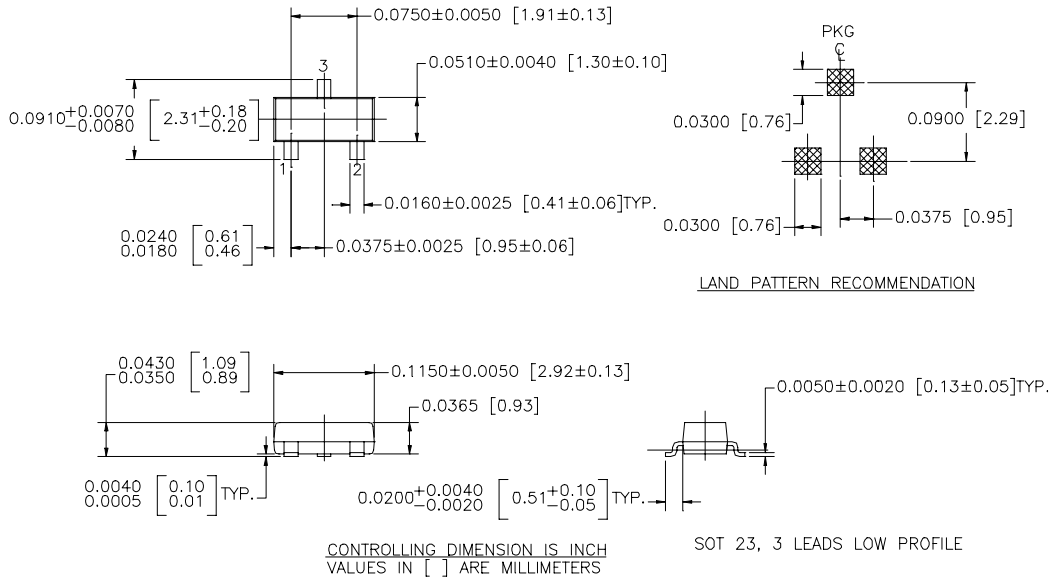 0.0750±0.0050 [1.91±0.13]
PKG
℄
3
0.0510±0.0040 [1.30±0.10]
0.0910+0.0070 [2.31+0.18]
-0.0080 -0.20
0.0300 [0.76]
0.0900 [2.29]
1
2
0.0160±0.0025 [0.41±0.06]TYP.
0.0300 [0.76]
0.0375 [0.95]
0.0240 [0.61]
0.0180 [0.46]
0.0375±0.0025 [0.95±0.06]
LAND PATTERN RECOMMENDATION
0.0430 [1.09]
0.0350 [0.89]
0.1150±0.0050 [2.92±0.13]
0.0365 [0.93]
0.0050±0.0020 [0.13±0.05]TYP.
0.0040 [0.10] TYP.
0.0005 [0.01]
0.0200+0.0040 [0.51+0.10] TYP.
-0.0020 -0.05
SOT 23, 3 LEADS LOW PROFILE
CONTROLLING DIMENSION IS INCH
VALUES IN [ ] ARE MILLIMETERS